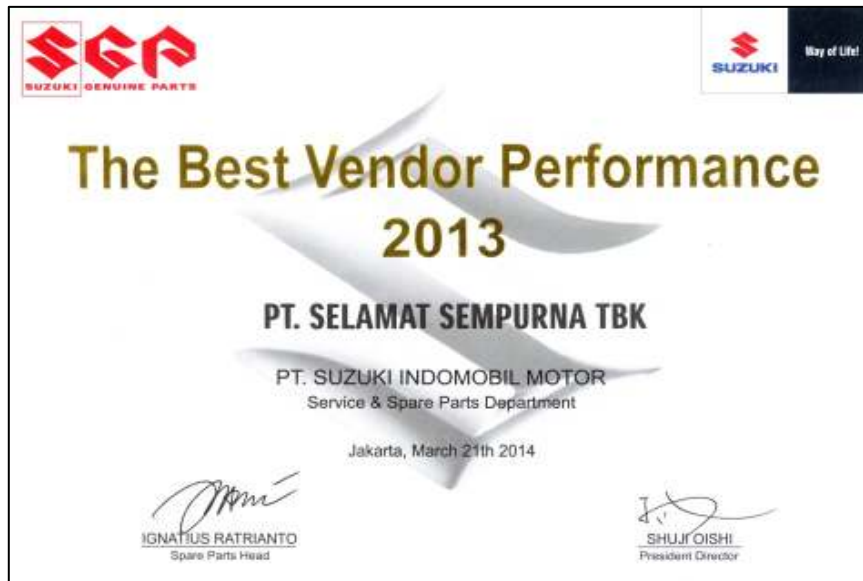 SGP
SUZUKI GENUINE PARTS
SUZUKI
Way of Life!
The Best Vendor Performance
2013
PT. SELAMAT SEMPURNA TBK
PT. SUZUKI INDOMOBIL MOTOR
Service & Spare Parts Department
Jakarta, March 21th 2014
IGNATIUS RATRIANTO
Spare Parts Head
SHUJI OISHI
President Director